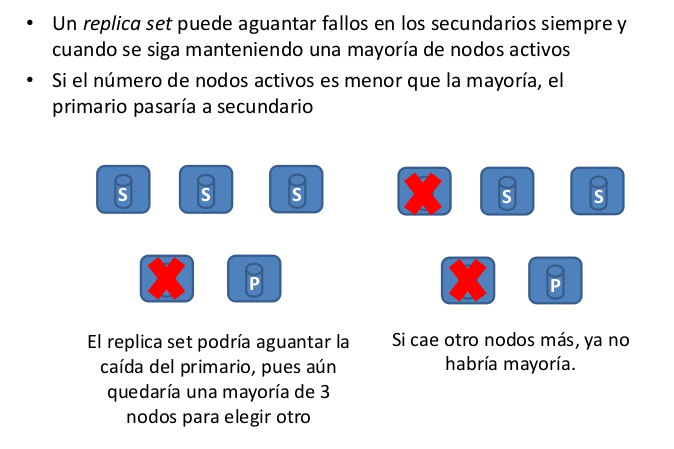 • Un replica set puede aguantar fallos en los secundarios siempre y
cuando se siga manteniendo una mayoría de nodos activos
• Si el número de nodos activos es menor que la mayoría, el
primario pasaría a secundario
S S S
P
El replica set podría aguantar la
caída del primario, pues aún
quedaría una mayoría de 3
nodos para elegir otro
S S
P
Si cae otro nodos más, ya no
habría mayoría.